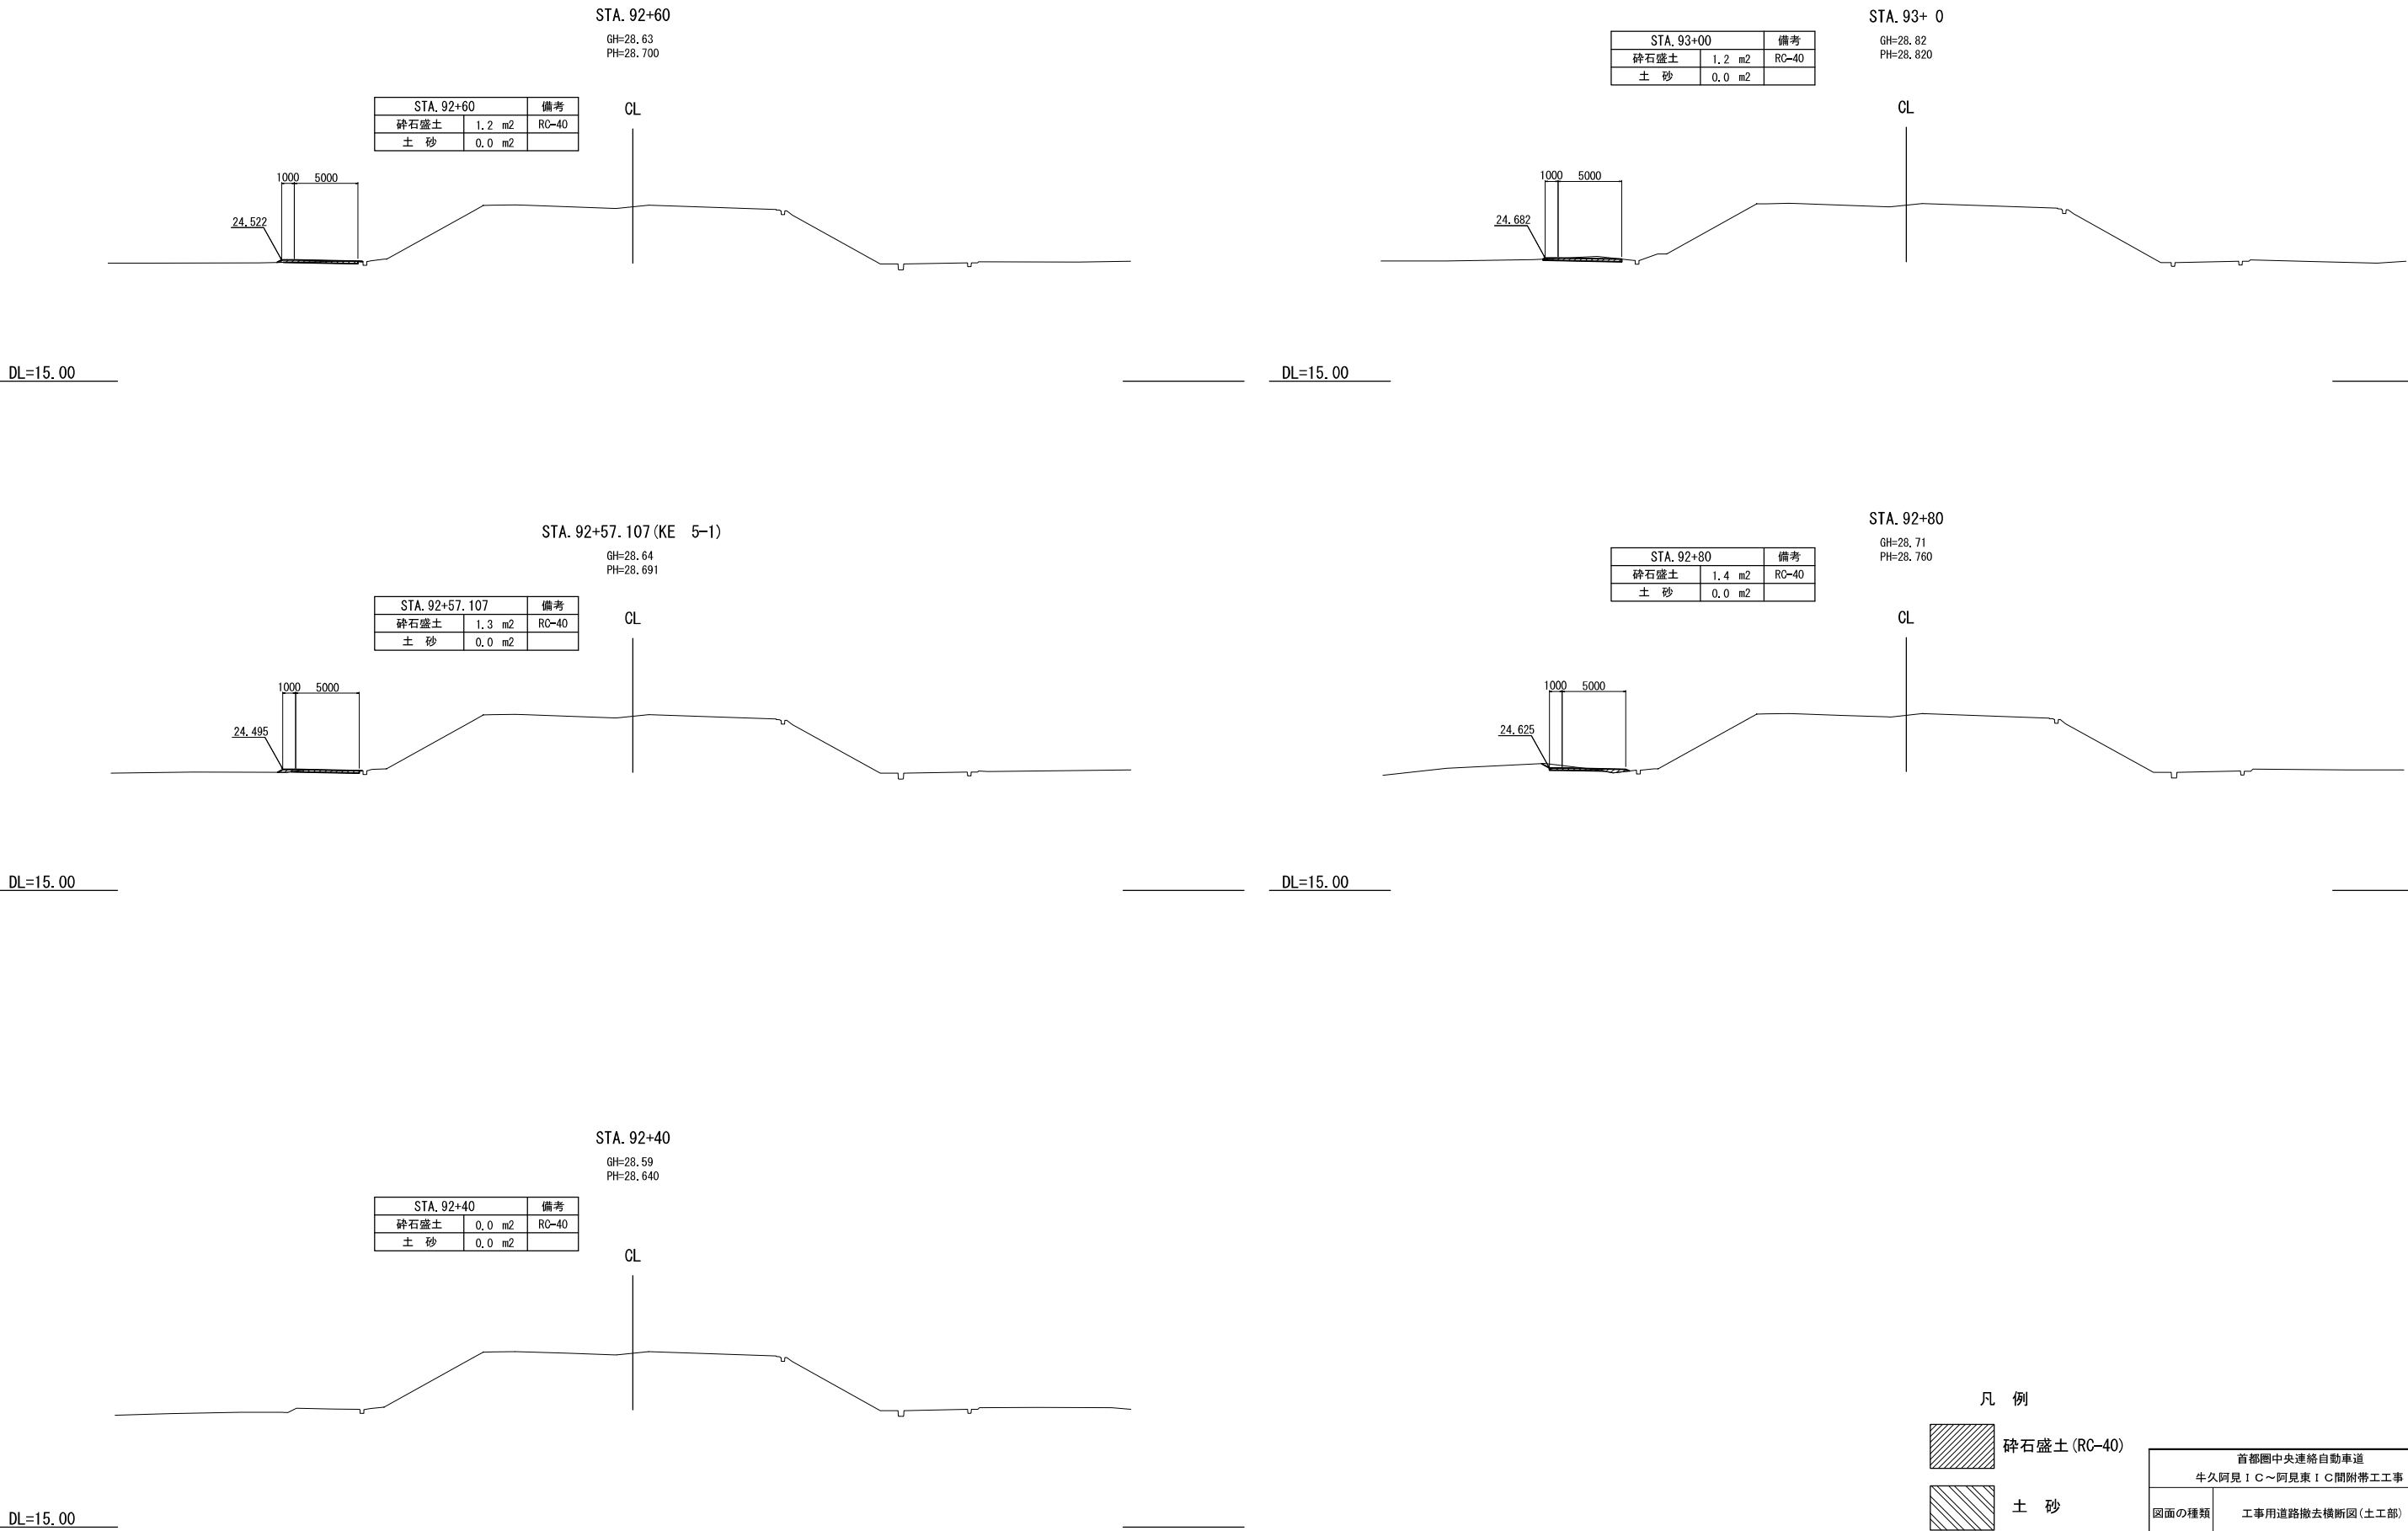 STA.92+60
GH=28.63
PH=28.700
STA.92+60 備考
砕石盛土 1.2 m2 RC-40
土 砂 0.0 m2
CL
1000 5000
24.522
DL=15.00
STA.93+ 0
GH=28.82
PH=28.820
STA.93+00 備考
砕石盛土 1.2 m2 RC-40
土 砂 0.0 m2
CL
1000 5000
24.682
DL=15.00
STA.92+57.107(KE 5-1)
GH=28.64
PH=28.691
STA.92+57.107 備考
砕石盛土 1.3 m2 RC-40
土 砂 0.0 m2
CL
1000 5000
24.495
DL=15.00
STA.92+80
GH=28.71
PH=28.760
STA.92+80 備考
砕石盛土 1.4 m2 RC-40
土 砂 0.0 m2
CL
1000 5000
24.625
DL=15.00
STA.92+40
GH=28.59
PH=28.640
STA.92+40 備考
砕石盛土 0.0 m2 RC-40
土 砂 0.0 m2
CL
DL=15.00
凡 例
砕石盛土(RC-40)
土 砂
首都圏中央連絡自動車道
牛久阿見IC~阿見東IC間附帯工工事
図面の種類 工事用道路撤去横断図(土工部)